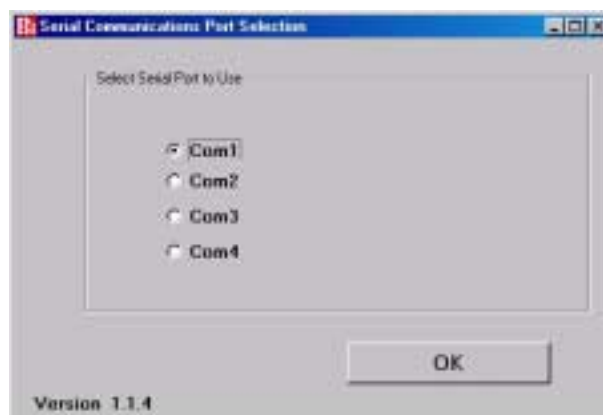 Serial Communications Port Selection
Select Serial Port to Use
Com1
Com2
Com3
Com4
OK
Version 1.1.4